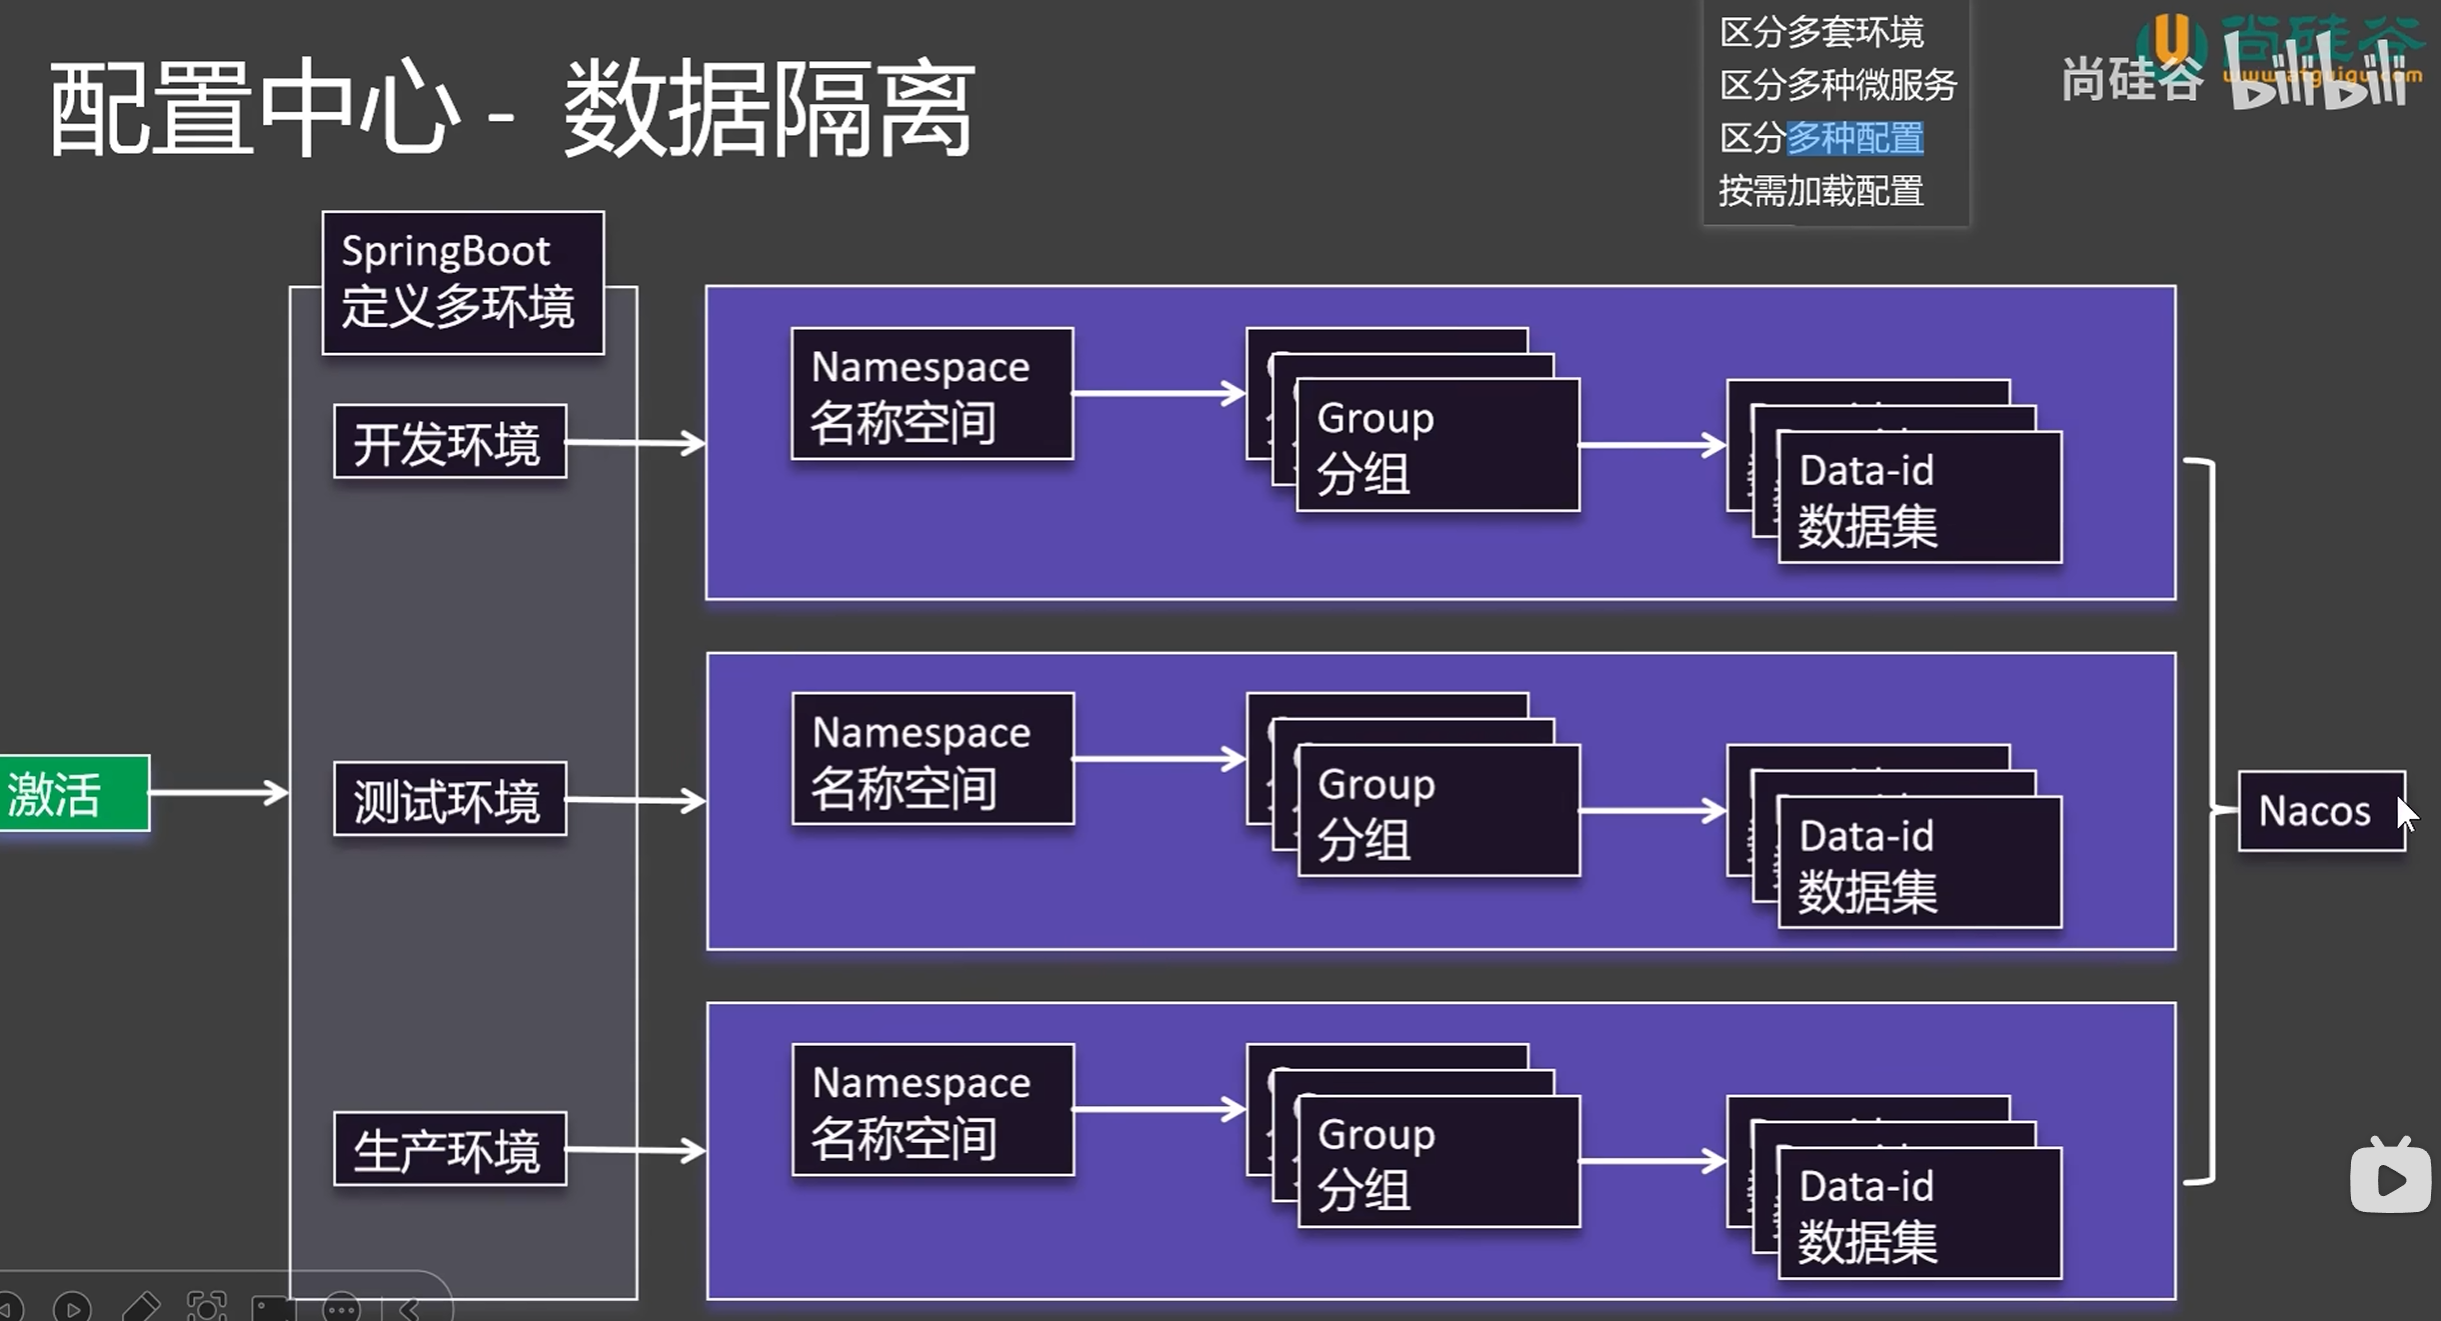 配置中心 - 数据隔离
区分多套环境
区分多种微服务
区分多种配置
按需加载配置
尚硅谷
尚硅谷
www.atguigu.com
bilibili
SpringBoot
定义多环境
激活
开发环境
Namespace
名称空间
Group
分组
Data-id
数据集
测试环境
Namespace
名称空间
Group
分组
Data-id
数据集
生产环境
Namespace
名称空间
Group
分组
Data-id
数据集
Nacos